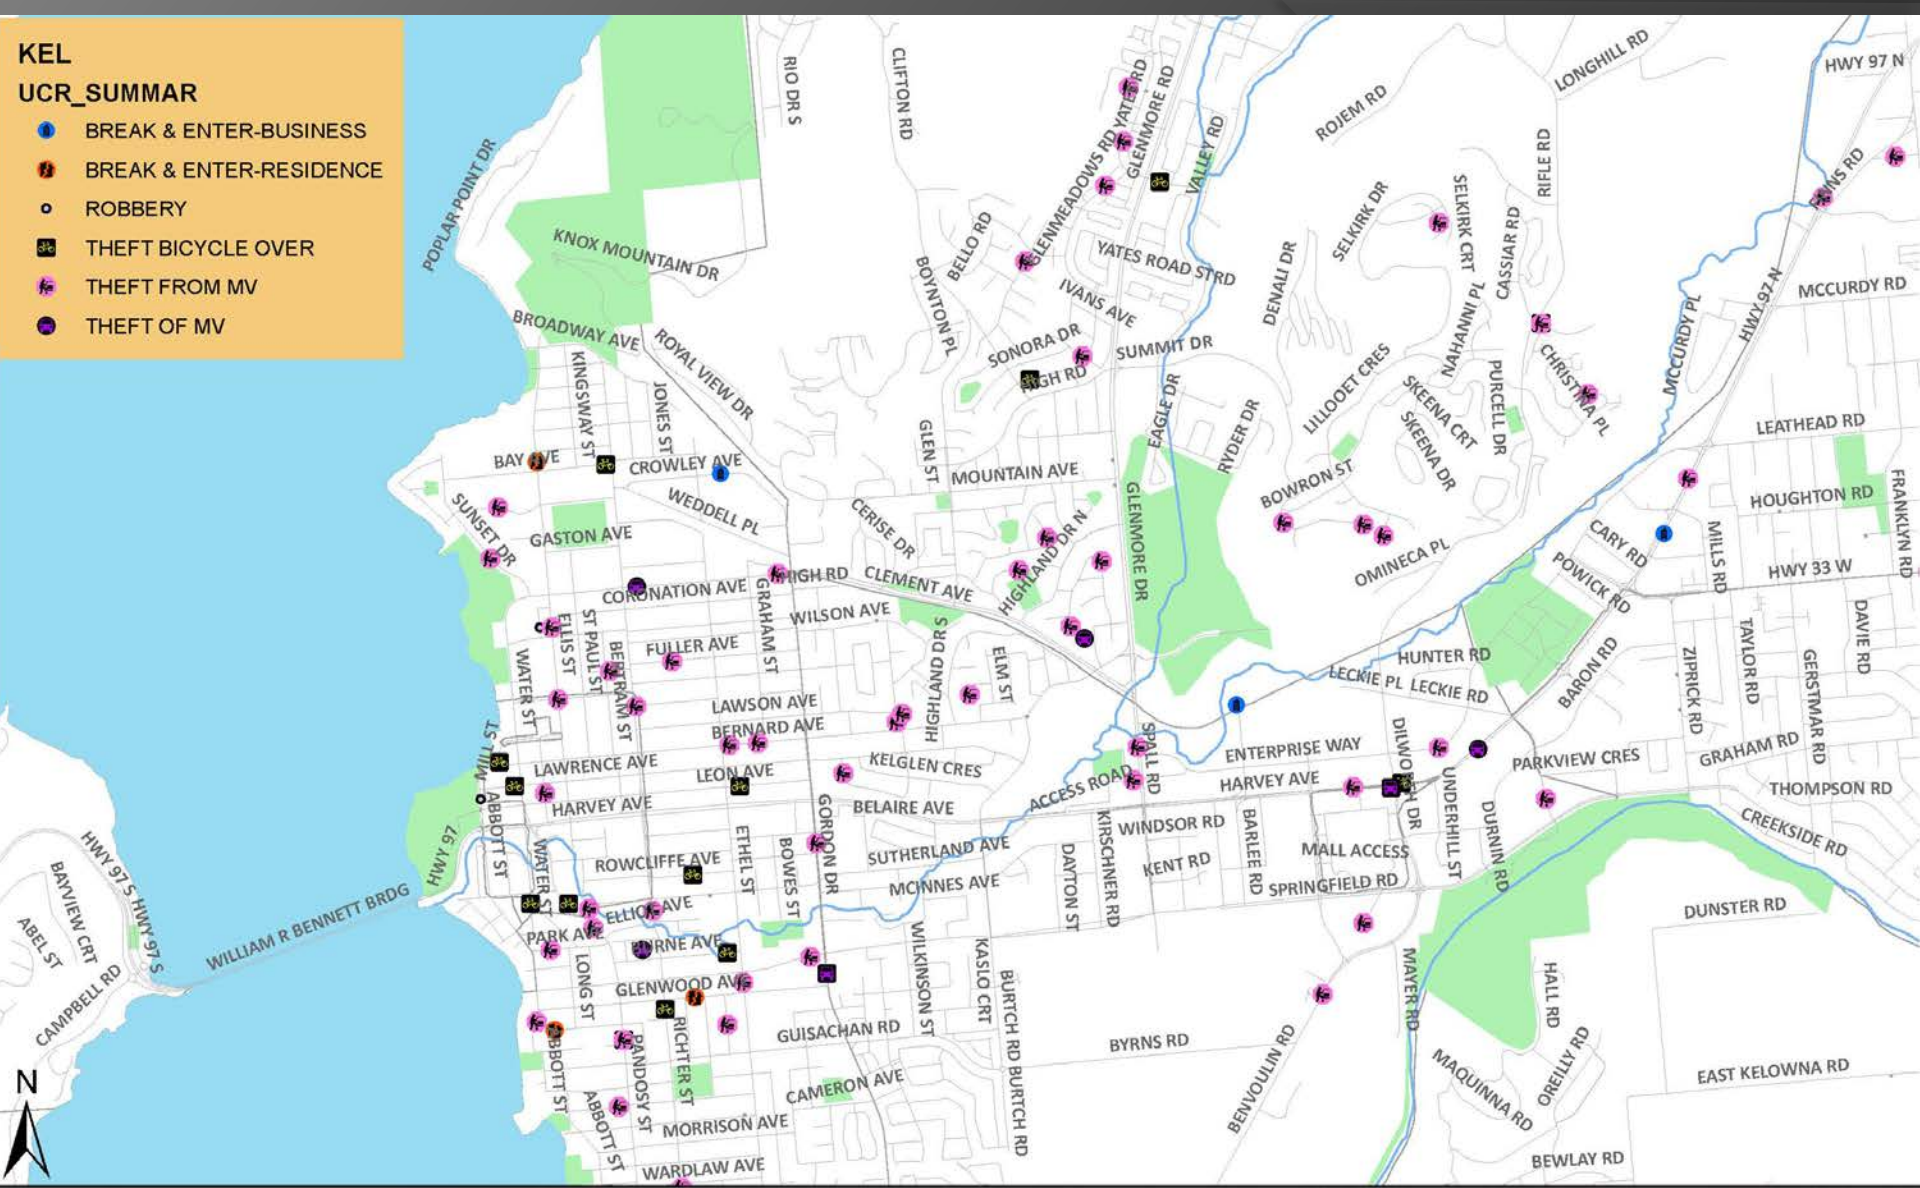 KEL
UCR_SUMMAR
BREAK & ENTER-BUSINESS
BREAK & ENTER-RESIDENCE
ROBBERY
THEFT BICYCLE OVER
THEFT FROM MV
THEFT OF MV
RIO DR S
CLIFTON RD
GLENMEADOWS RD
GLENMORE RD
VALLEY RD
ROJEM RD
LONGHILL RD
RIFLE RD
HWY 97 N
POPLAR POINT DR
KNOX MOUNTAIN DR
BELLO RD
BOYNTON PL
YATES ROAD STRD
IVANS AVE
DENALI DR
SELKIRK DR
SELKIRK CRT
CASSIAR RD
NAHANNI PL
MCCURDY PL
HWY 97 N
MCCURDY RD
BROADWAY AVE
ROYAL VIEW DR
KINGSWAY ST
JONES ST
SONORA DR
SUMMIT DR
HIGH RD
EAGLE DR
RYDER DR
LILLOOET CRES
SKEENA CRT
SKEENA DR
PURCELL DR
CHRISTINA PL
LEATHEAD RD
BAY AVE
CROWLEY AVE
GLEN ST
MOUNTAIN AVE
BOWRON ST
HOUGHTON RD
FRANKLYN RD
SUNSET DR
WEDDELL PL
GASTON AVE
CERISE DR
HIGHLAND DR N
GLENMORE DR
OMINECA PL
CARY RD
POWICK RD
MILLS RD
HWY 33 W
CORONATION AVE
HIGH RD
CLEMENT AVE
GRAHAM ST
WILSON AVE
ELLIS ST
ST PAUL ST
BERTRAM ST
FULLER AVE
WATER ST
HIGHLAND DR S
ELM ST
HUNTER RD
LECKIE PL
LECKIE RD
BARON RD
ZIPRICK RD
TAYLOR RD
GERSTMAR RD
DAVIE RD
LAWSON AVE
BERNARD AVE
MILL ST
LAWRENCE AVE
LEON AVE
KELGLEN CRES
SPALL RD
ENTERPRISE WAY
DILWORTH DR
PARKVIEW CRES
GRAHAM RD
ABBOTT ST
HARVEY AVE
GORDON DR
BELAIRE AVE
ACCESS ROAD
HARVEY AVE
UNDERHILL ST
DURNIN RD
THOMPSON RD
CREEKSIDE RD
HWY 97
HWY 97 S
HWY 97 S
BAYVIEW CRT
ABEL ST
CAMPBELL RD
WILLIAM R BENNETT BRDG
WATER ST
ROWCLIFFE AVE
ETHEL ST
BOWES ST
SUTHERLAND AVE
MCINNES AVE
DAYTON ST
KIRSCHNER RD
WINDSOR RD
KENT RD
BARLEE RD
MALL ACCESS
SPRINGFIELD RD
DUNSTER RD
PARK AVE
LONG ST
GLENWOOD AVE
WILKINSON ST
KASLO CRT
BURTCH RD
BURTCH RD
GUISACHAN RD
BYRNS RD
MAYER RD
HALL RD
OREILLY RD
MAQUINNA RD
EAST KELOWNA RD
BENVOULIN RD
BEWLAY RD
ABBOTT ST
PANDOSY ST
RICHTER ST
CAMERON AVE
MORRISON AVE
WARDLAW AVE
N